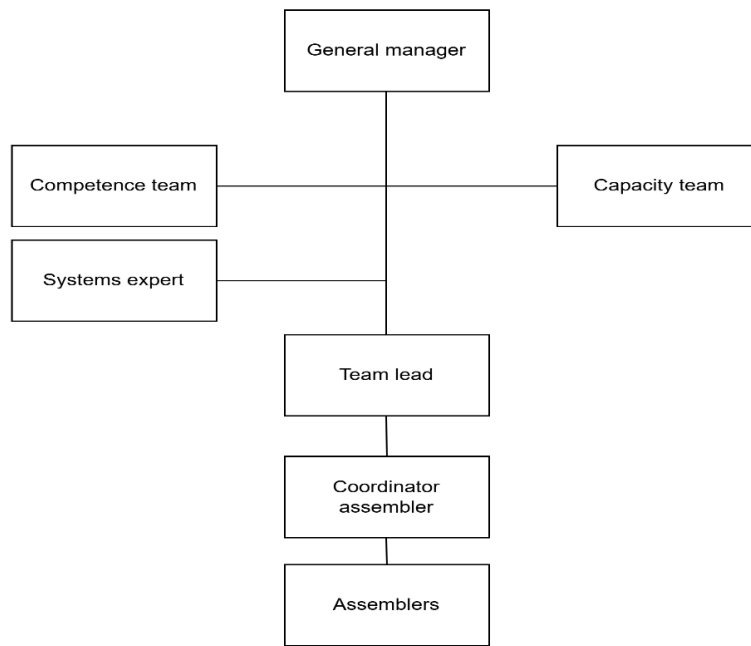 General manager
Competence team
Capacity team
Systems expert
Team lead
Coordinator
assembler
Assemblers